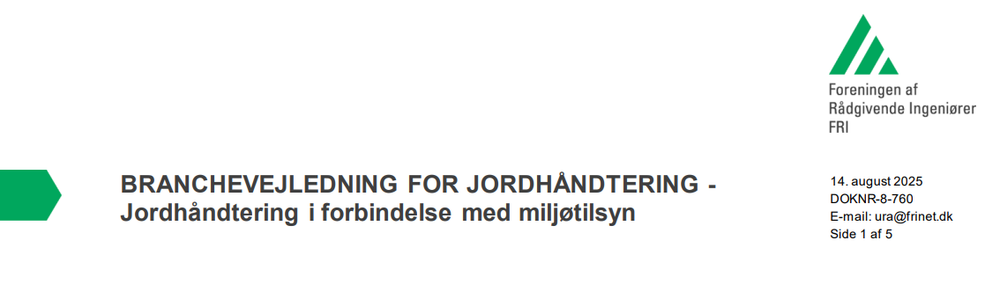 Foreningen af
Rådgivende Ingeniører
FRI
BRANCHEVEJLEDNING FOR JORDHÅNDTERING -
Jordhåndtering i forbindelse med miljøtilsyn
14. august 2025
DOKNR-8-760
E-mail: ura@frinet.dk
Side 1 af 5